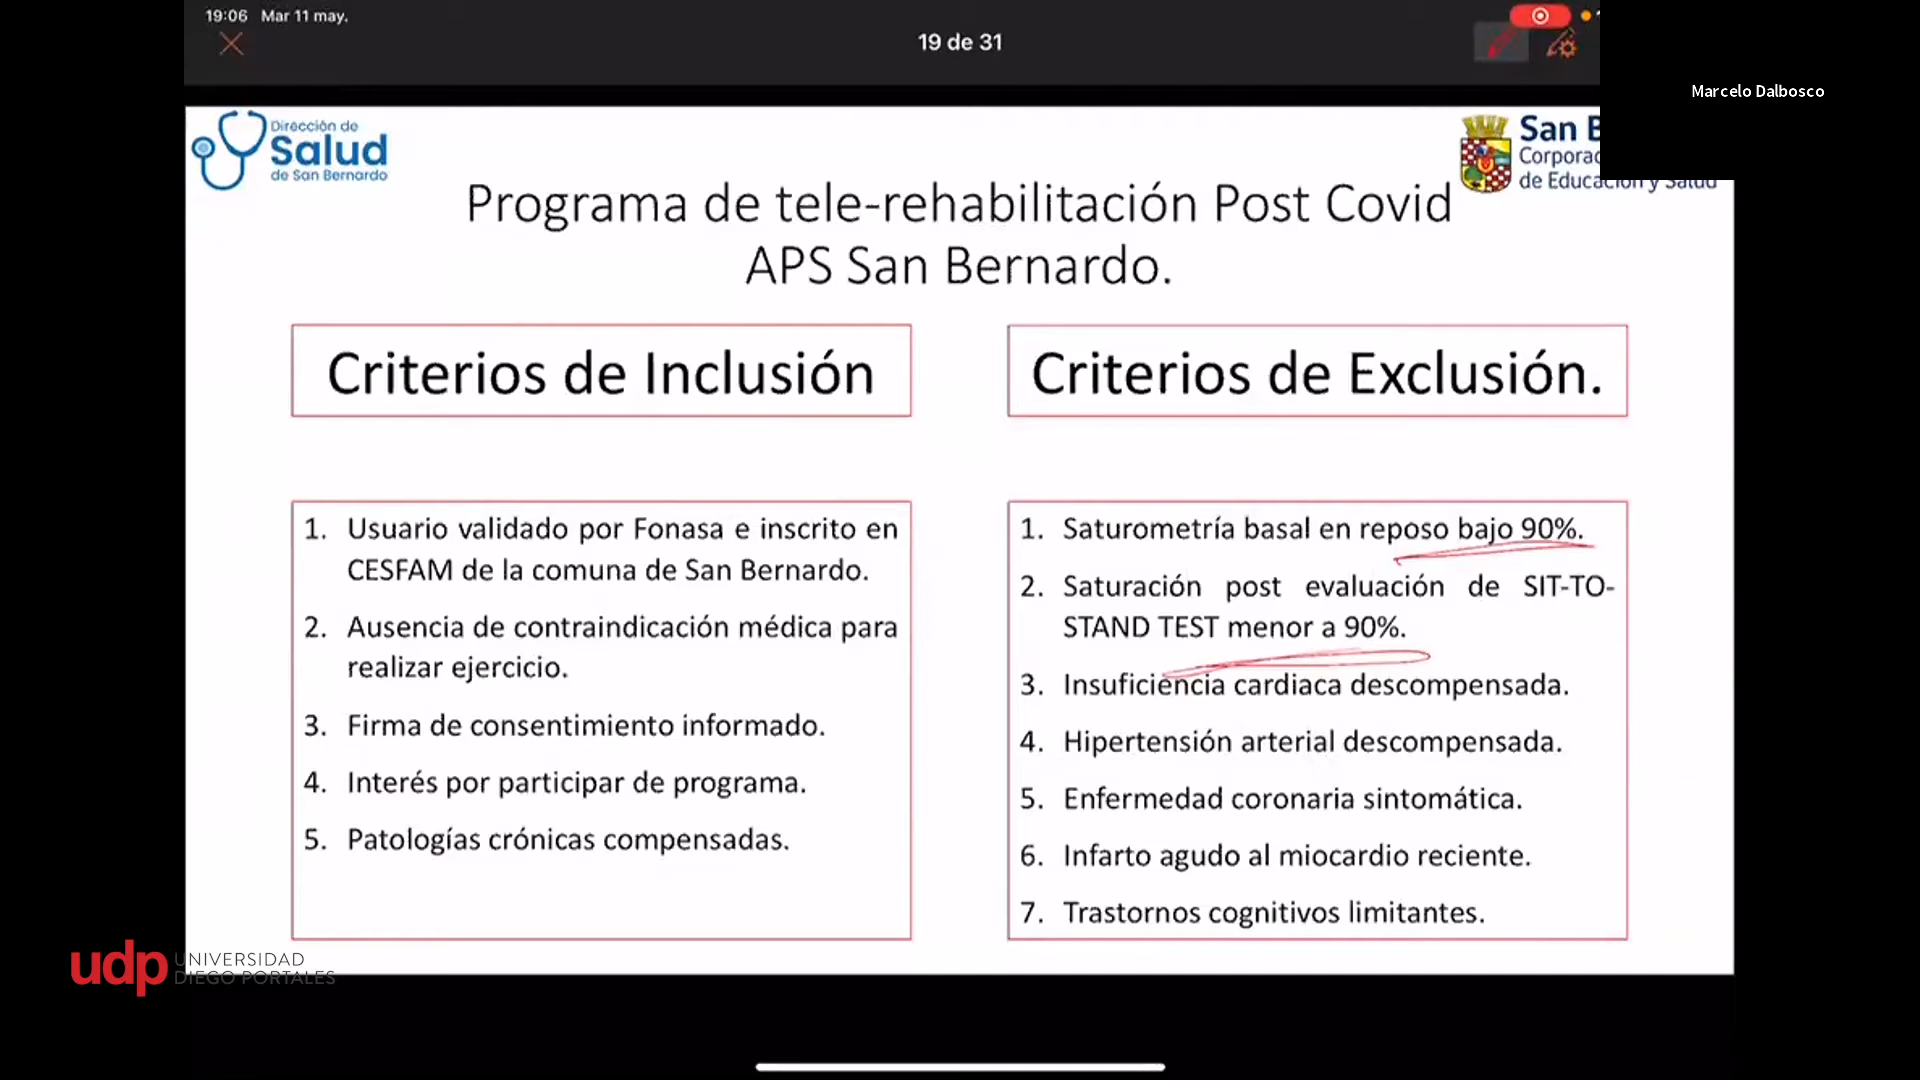 19:06 Mar 11 may.
19 de 31
Marcelo Dalbosco
Dirección de
Salud
de San Bernardo
San B
Corporac
de Educación y Salud
Programa de tele-rehabilitación Post Covid
APS San Bernardo.
Criterios de Inclusión
1. Usuario validado por Fonasa e inscrito en
CESFAM de la comuna de San Bernardo.
2. Ausencia de contraindicación médica para
realizar ejercicio.
3. Firma de consentimiento informado.
4. Interés por participar de programa.
5. Patologías crónicas compensadas.
Criterios de Exclusión.
1. Saturometría basal en reposo bajo 90%.
2. Saturación post evaluación de SIT-TO-
STAND TEST menor a 90%.
3. Insuficiencia cardiaca descompensada.
4. Hipertensión arterial descompensada.
5. Enfermedad coronaria sintomática.
6. Infarto agudo al miocardio reciente.
7. Trastornos cognitivos limitantes.
udp UNIVERSIDAD
DIEGO PORTALES